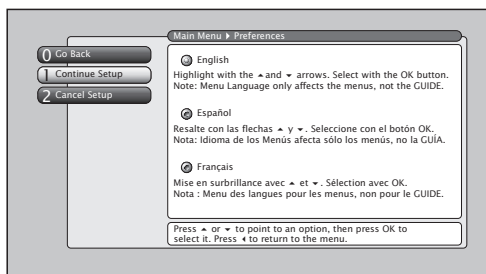 Main Menu ▶ Preferences
0 Go Back
1 Continue Setup
2 Cancel Setup
English
Highlight with the ▲ and ▼ arrows. Select with the OK button.
Note: Menu Language only affects the menus, not the GUIDE.
Español
Resalte con las flechas ▲ y ▼. Seleccione con el botón OK.
Nota: Idioma de los Menús afecta sólo los menús, no la GUÍA.
Français
Mise en surbrillance avec ▲ et ▼. Sélection avec OK.
Nota : Menu des langues pour les menus, non pour le GUIDE.
Press ▲ or ▼ to point to an option, then press OK to
select it. Press ◀ to return to the menu.